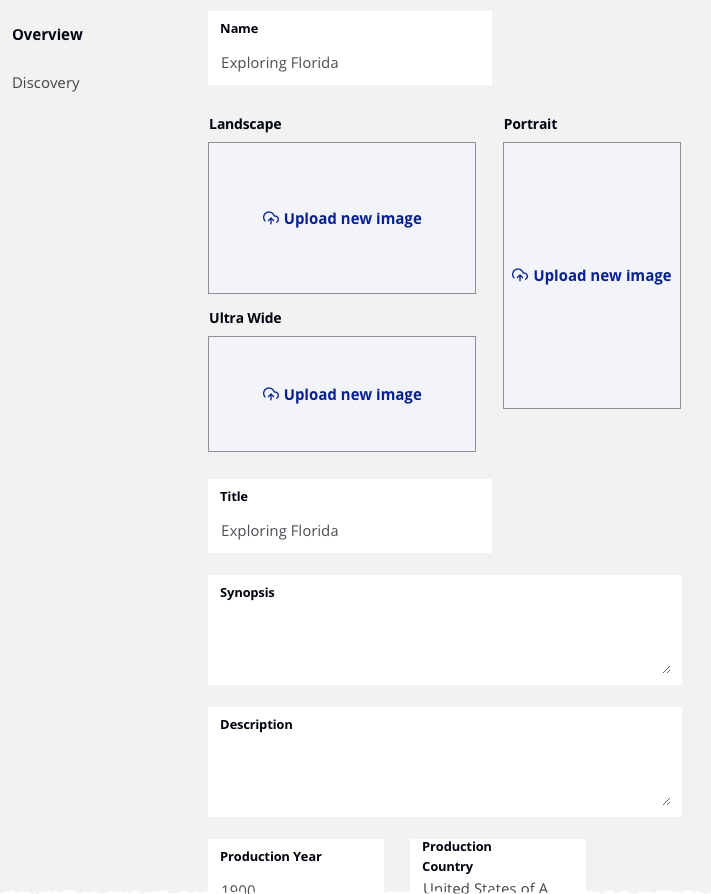 Overview
Discovery
Name
Exploring Florida
Landscape
Upload new image
Portrait
Upload new image
Ultra Wide
Upload new image
Title
Exploring Florida
Synopsis
Description
Production Year
1900
Production
Country
United States of A